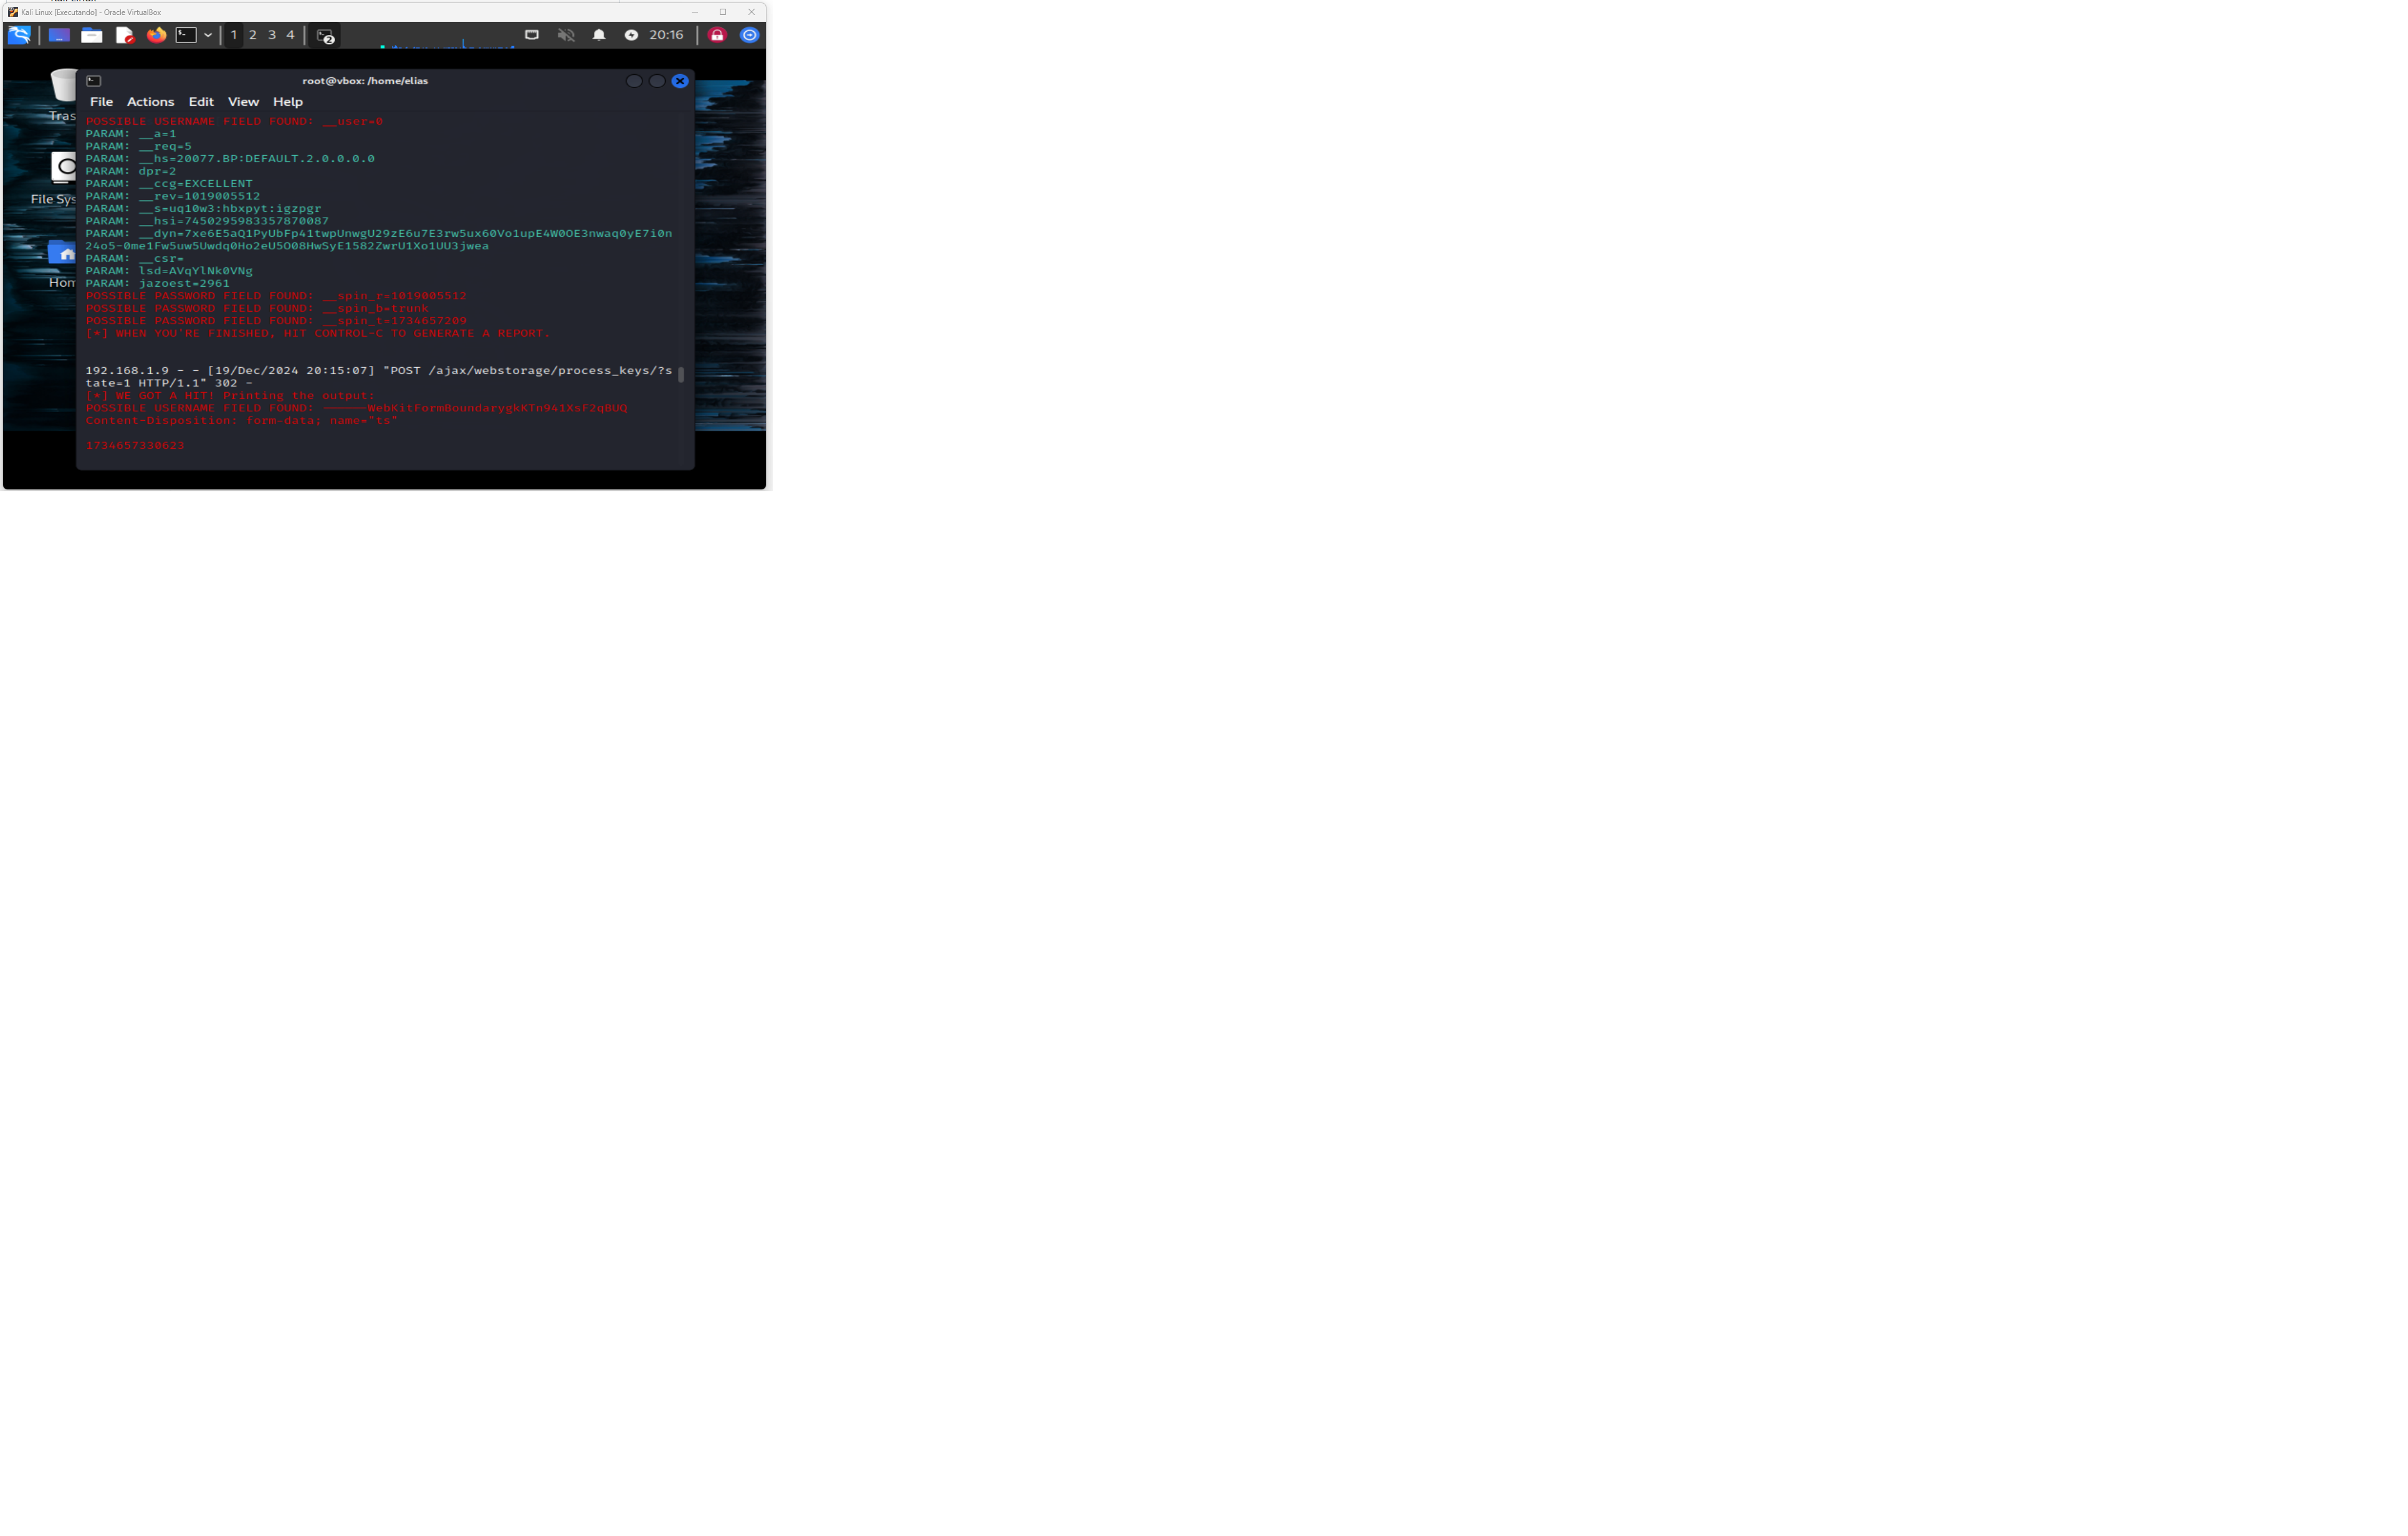 Kali Linux [Executando] - Oracle VirtualBox
1 2 3 4
2
20:16
root@vbox: /home/elias
File Actions Edit View Help
Tras
File Sys
Hom
POSSIBLE USERNAME FIELD FOUND: __user=0
PARAM: __a=1
PARAM: __req=5
PARAM: __hs=20077.BP:DEFAULT.2.0.0.0.0
PARAM: dpr=2
PARAM: __ccg=EXCELLENT
PARAM: __rev=1019005512
PARAM: __s=uq10w3:hbxpyt:igzpgr
PARAM: __hsi=7450295983357870087
PARAM: __dyn=7xe6E5aQ1PyUbFp41twpUnwgU29zE6u7E3rw5ux60Vo1upE4W0OE3nwaq0yE7i0n
24o5-0me1Fw5uw5Uwdq0Ho2eU5O08HwSyE1582ZwrU1Xo1UU3jwea
PARAM: __csr=
PARAM: lsd=AVqYlNk0VNg
PARAM: jazoest=2961
POSSIBLE PASSWORD FIELD FOUND: __spin_r=1019005512
POSSIBLE PASSWORD FIELD FOUND: __spin_b=trunk
POSSIBLE PASSWORD FIELD FOUND: __spin_t=1734657209
[*] WHEN YOU'RE FINISHED, HIT CONTROL-C TO GENERATE A REPORT.
192.168.1.9 - - [19/Dec/2024 20:15:07] "POST /ajax/webstorage/process_keys/?s
tate=1 HTTP/1.1" 302 -
[*] WE GOT A HIT! Printing the output:
POSSIBLE USERNAME FIELD FOUND: ------WebKitFormBoundarygkKTn941XsF2qBUQ
Content-Disposition: form-data; name="ts"
1734657330623